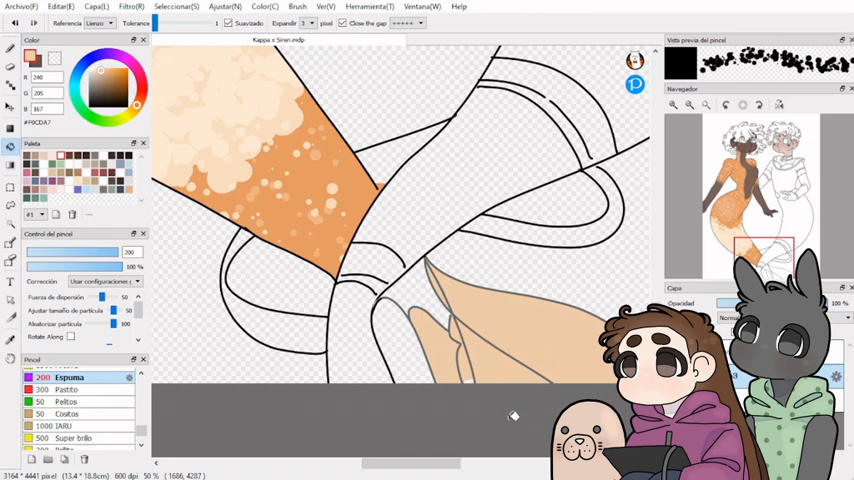 Archivo(F) Editar(E) Capa(L) Filtro(R) Seleccionar(S) Ajustar(N) Color(C) Brush Ver(V) Herramienta(T) Ventana(W) Help
Referencia Lienzo Tolerance 1 Suavizado Expandir 3 pixel Close the gap +++++
Color
Kappa x Siren.mdp
Vista previa del pincel
R 240
G 205
B 167
#F0CDA7
Navegador
Paleta
#1
Control del pincel
200
100 %
Corrección Usar configuraciones g
Fuerza de dispersión 50
Ajustar tamaño de partícula 50
Aleatorizar partícula 100
Rotate Along
Capa
Opacidad 100 %
Normal
Pincel
200 Espuma
300 Pastito
50 Pelitos
50 Costos
1000 IARU
500 Super brillo
3164 * 4441 pixel (13.4 * 18.8cm) 600 dpi 50 % ( 1686, 4287 )